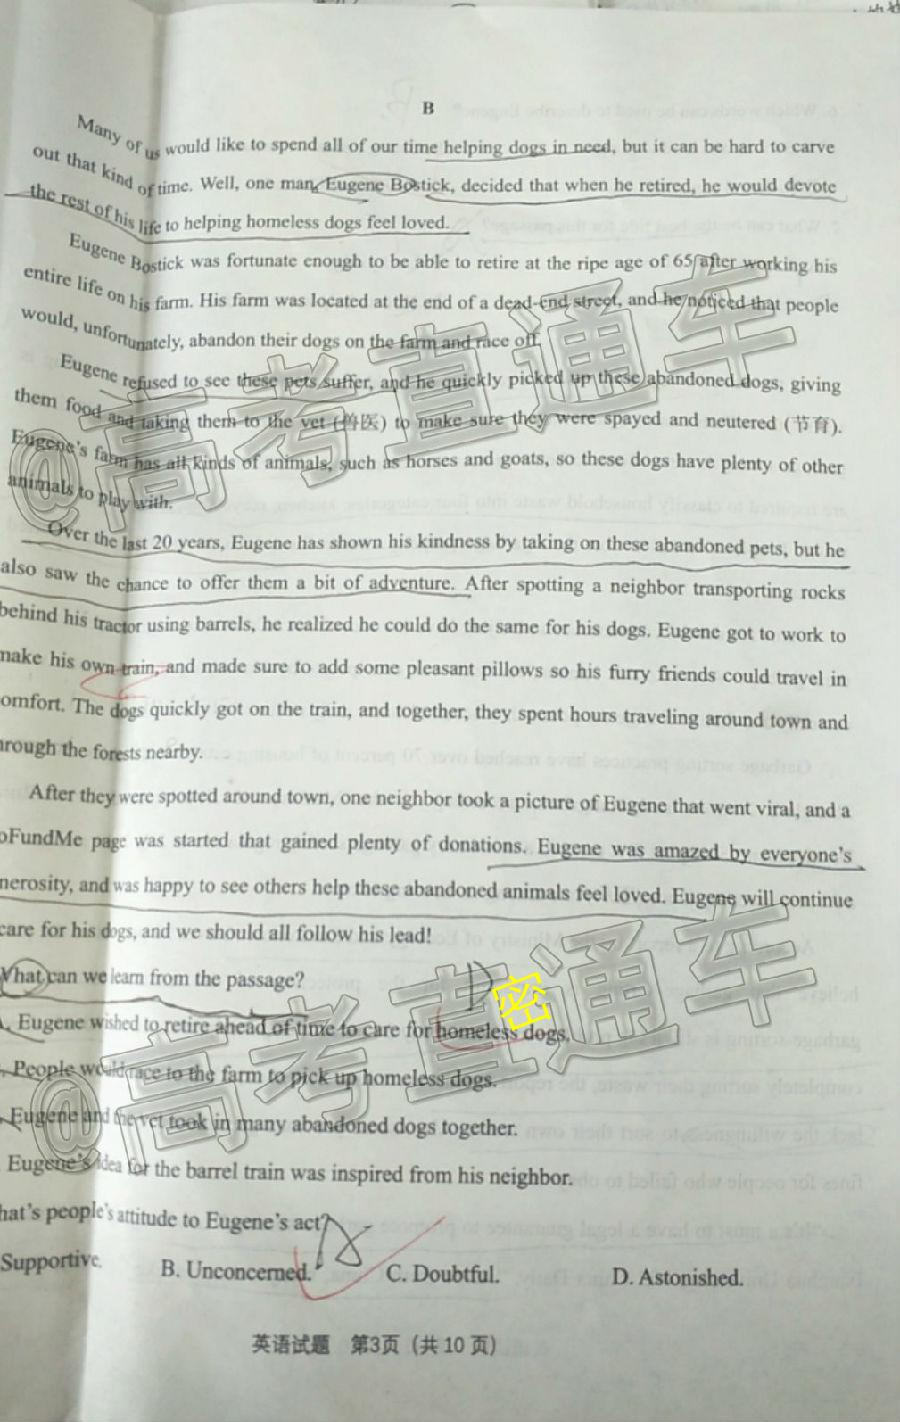 B
Many of us would like to spend all of our time helping dogs in need, but it can be hard to carve
out that kind of time. Well, one man, Eugene Bostick, decided that when he retired, he would devote
the rest of his life to helping homeless dogs feel loved.
Eugene Bostick was fortunate enough to be able to retire at the ripe age of 65 after working his
entire life on his farm. His farm was located at the end of a dead-end street, and he noticed that people
would, unfortunately, abandon their dogs on the farm and race off.
Eugene refused to see these pets suffer, and he quickly picked up these abandoned dogs, giving
them food and taking them to the vet (兽医) to make sure they were spayed and neutered (节育).
Eugene's farm has all kinds of animals, such as horses and goats, so these dogs have plenty of other
animals to play with.
Over the last 20 years, Eugene has shown his kindness by taking on these abandoned pets, but he
also saw the chance to offer them a bit of adventure. After spotting a neighbor transporting rocks
behind his tractor using barrels, he realized he could do the same for his dogs. Eugene got to work to
make his own train, and made sure to add some pleasant pillows so his furry friends could travel in
omfort. The dogs quickly got on the train, and together, they spent hours traveling around town and
hrough the forests nearby.
After they were spotted around town, one neighbor took a picture of Eugene that went viral, and a
oFundMe page was started that gained plenty of donations. Eugene was amazed by everyone's
nerosity, and was happy to see others help these abandoned animals feel loved. Eugene will continue
care for his dogs, and we should all follow his lead!
What can we learn from the passage?
D
密
Eugene wished to retire ahead of time to care for homeless dogs.
People would race to the farm to pick up homeless dogs.
Eugene and the vet took in many abandoned dogs together.
Eugene's idea for the barrel train was inspired from his neighbor.
hat's people's attitude to Eugene's act?
A
Supportive. B. Unconcerned. C. Doubtful. D. Astonished.
英语试题 第3页 (共 10 页)
@高考直通车
@高考直通车